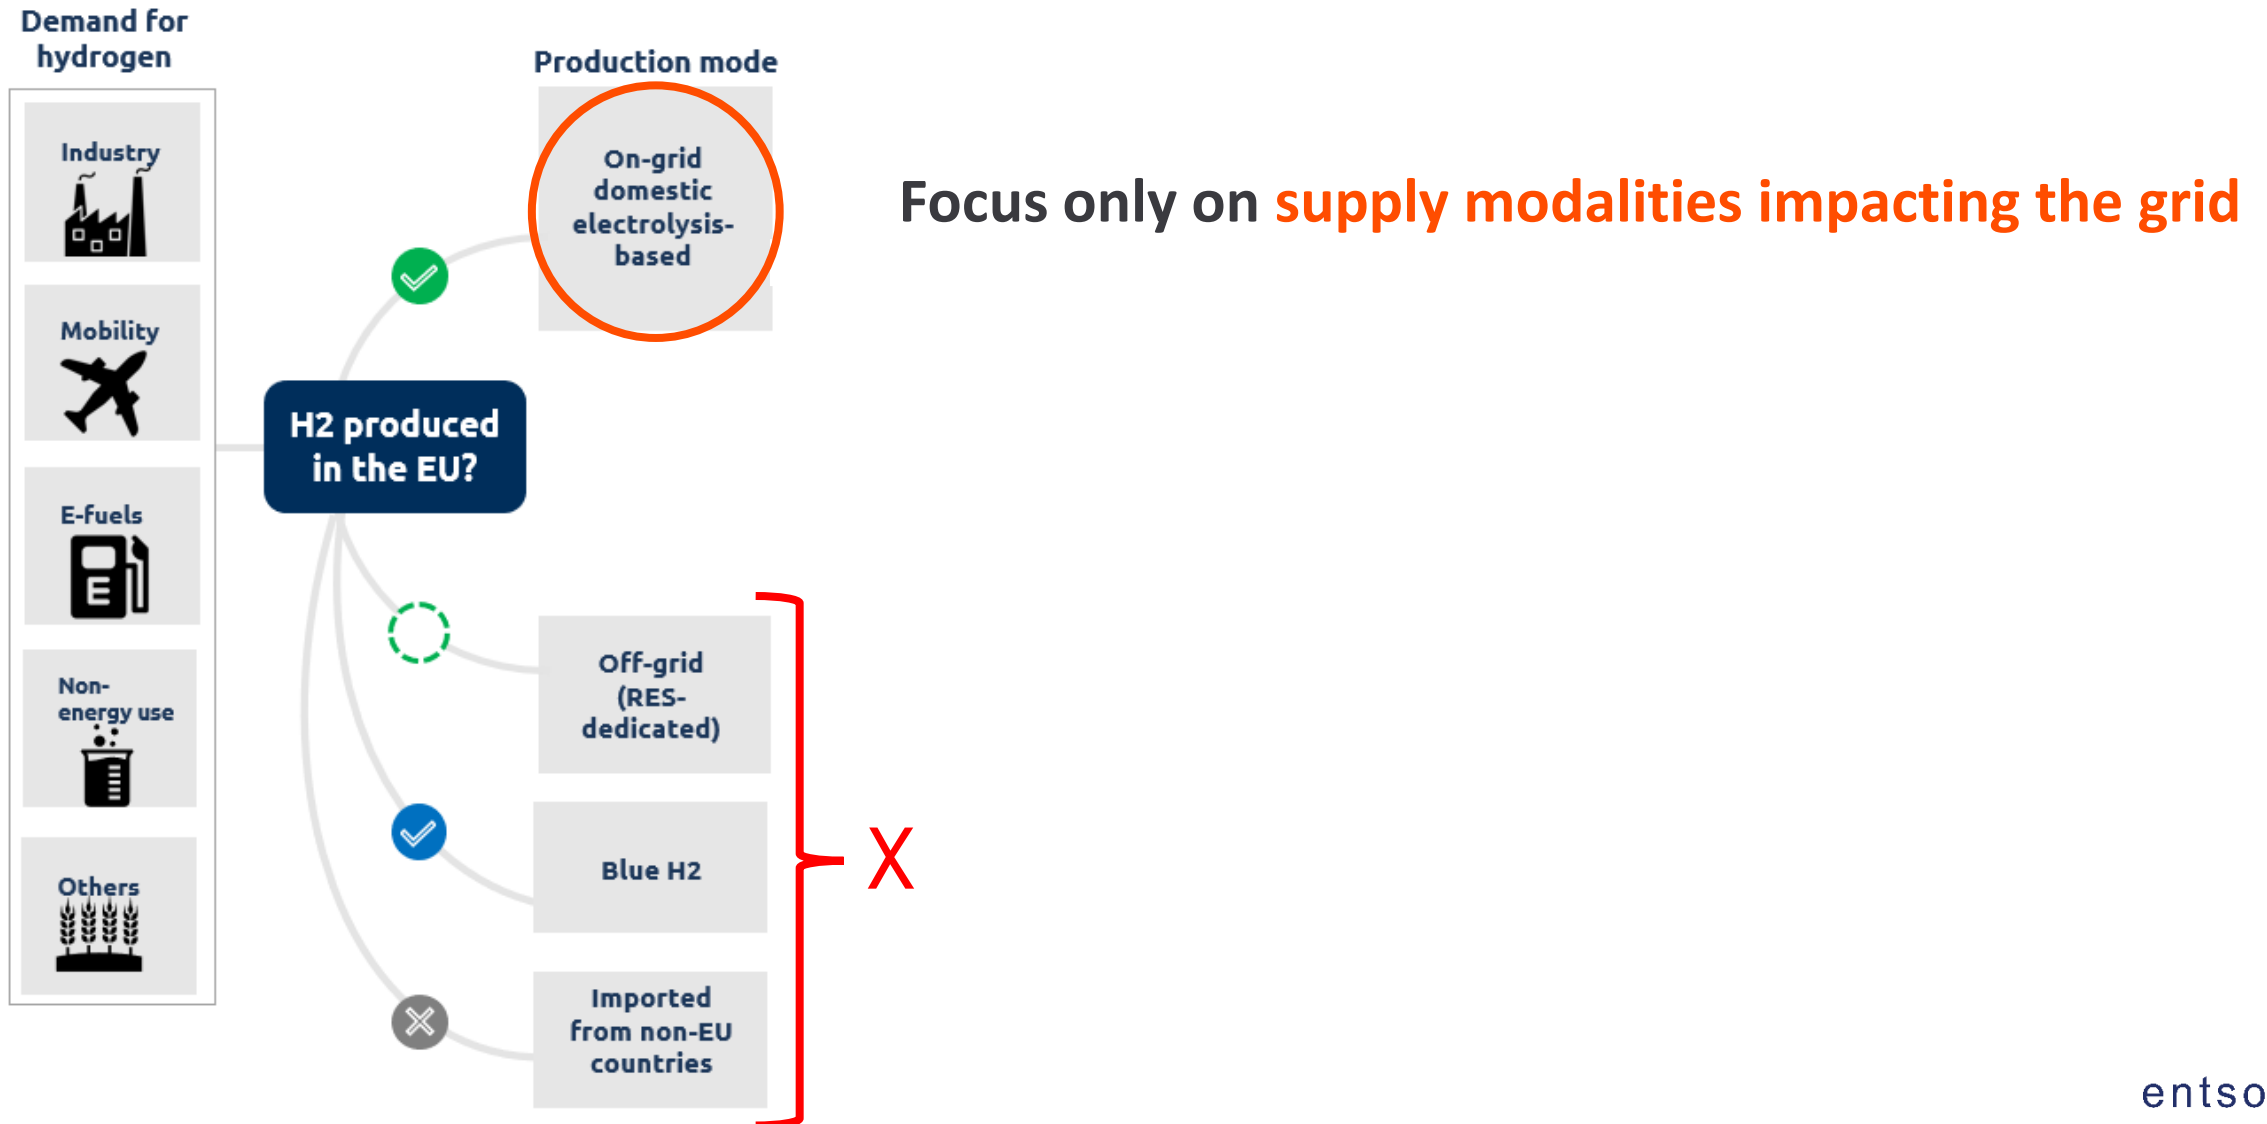 Demand for
hydrogen
Industry
Mobility
E-fuels
E
Non-
energy use
Others
H2 produced
in the EU?
Production mode
On-grid
domestic
electrolysis-
based
Off-grid
(RES-
dedicated)
Blue H2
Imported
from non-EU
countries
X
Focus only on supply modalities impacting the grid
entso